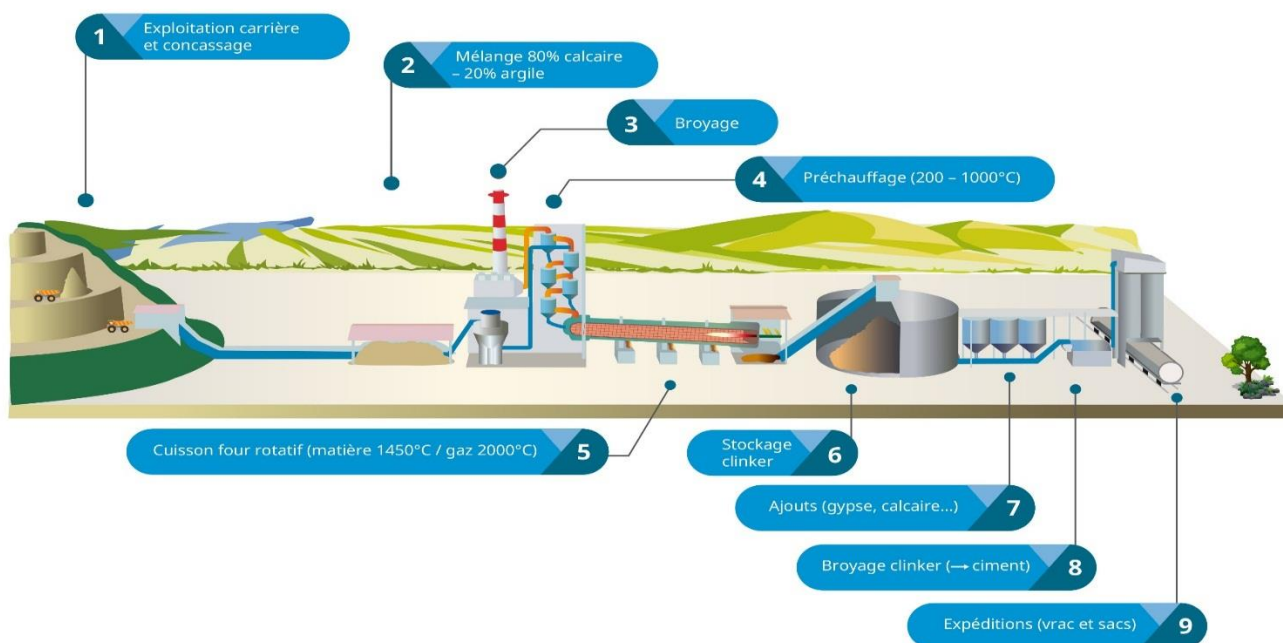 1
Exploitation carrière
et concassage
2
Mélange 80% calcaire
– 20% argile
3
Broyage
4
Préchauffage (200 – 1000°C)
Cuisson four rotatif (matière 1450°C / gaz 2000°C)
5
Stockage
clinker
6
Ajouts (gypse, calcaire...)
7
Broyage clinker (→ ciment)
8
Expéditions (vrac et sacs)
9